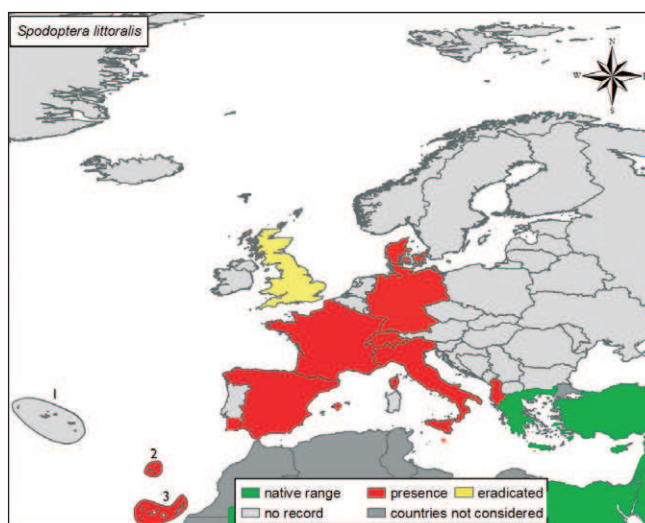 Spodoptera littoralis
N
W
E
S
1
2
3
native range
presence
eradicated
no record
countries not considered